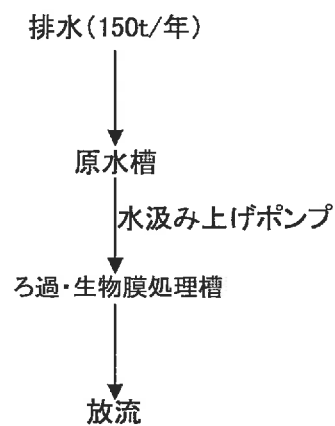 排水(150t/年)
原水槽
水汲み上げポンプ
ろ過・生物膜処理槽
放流